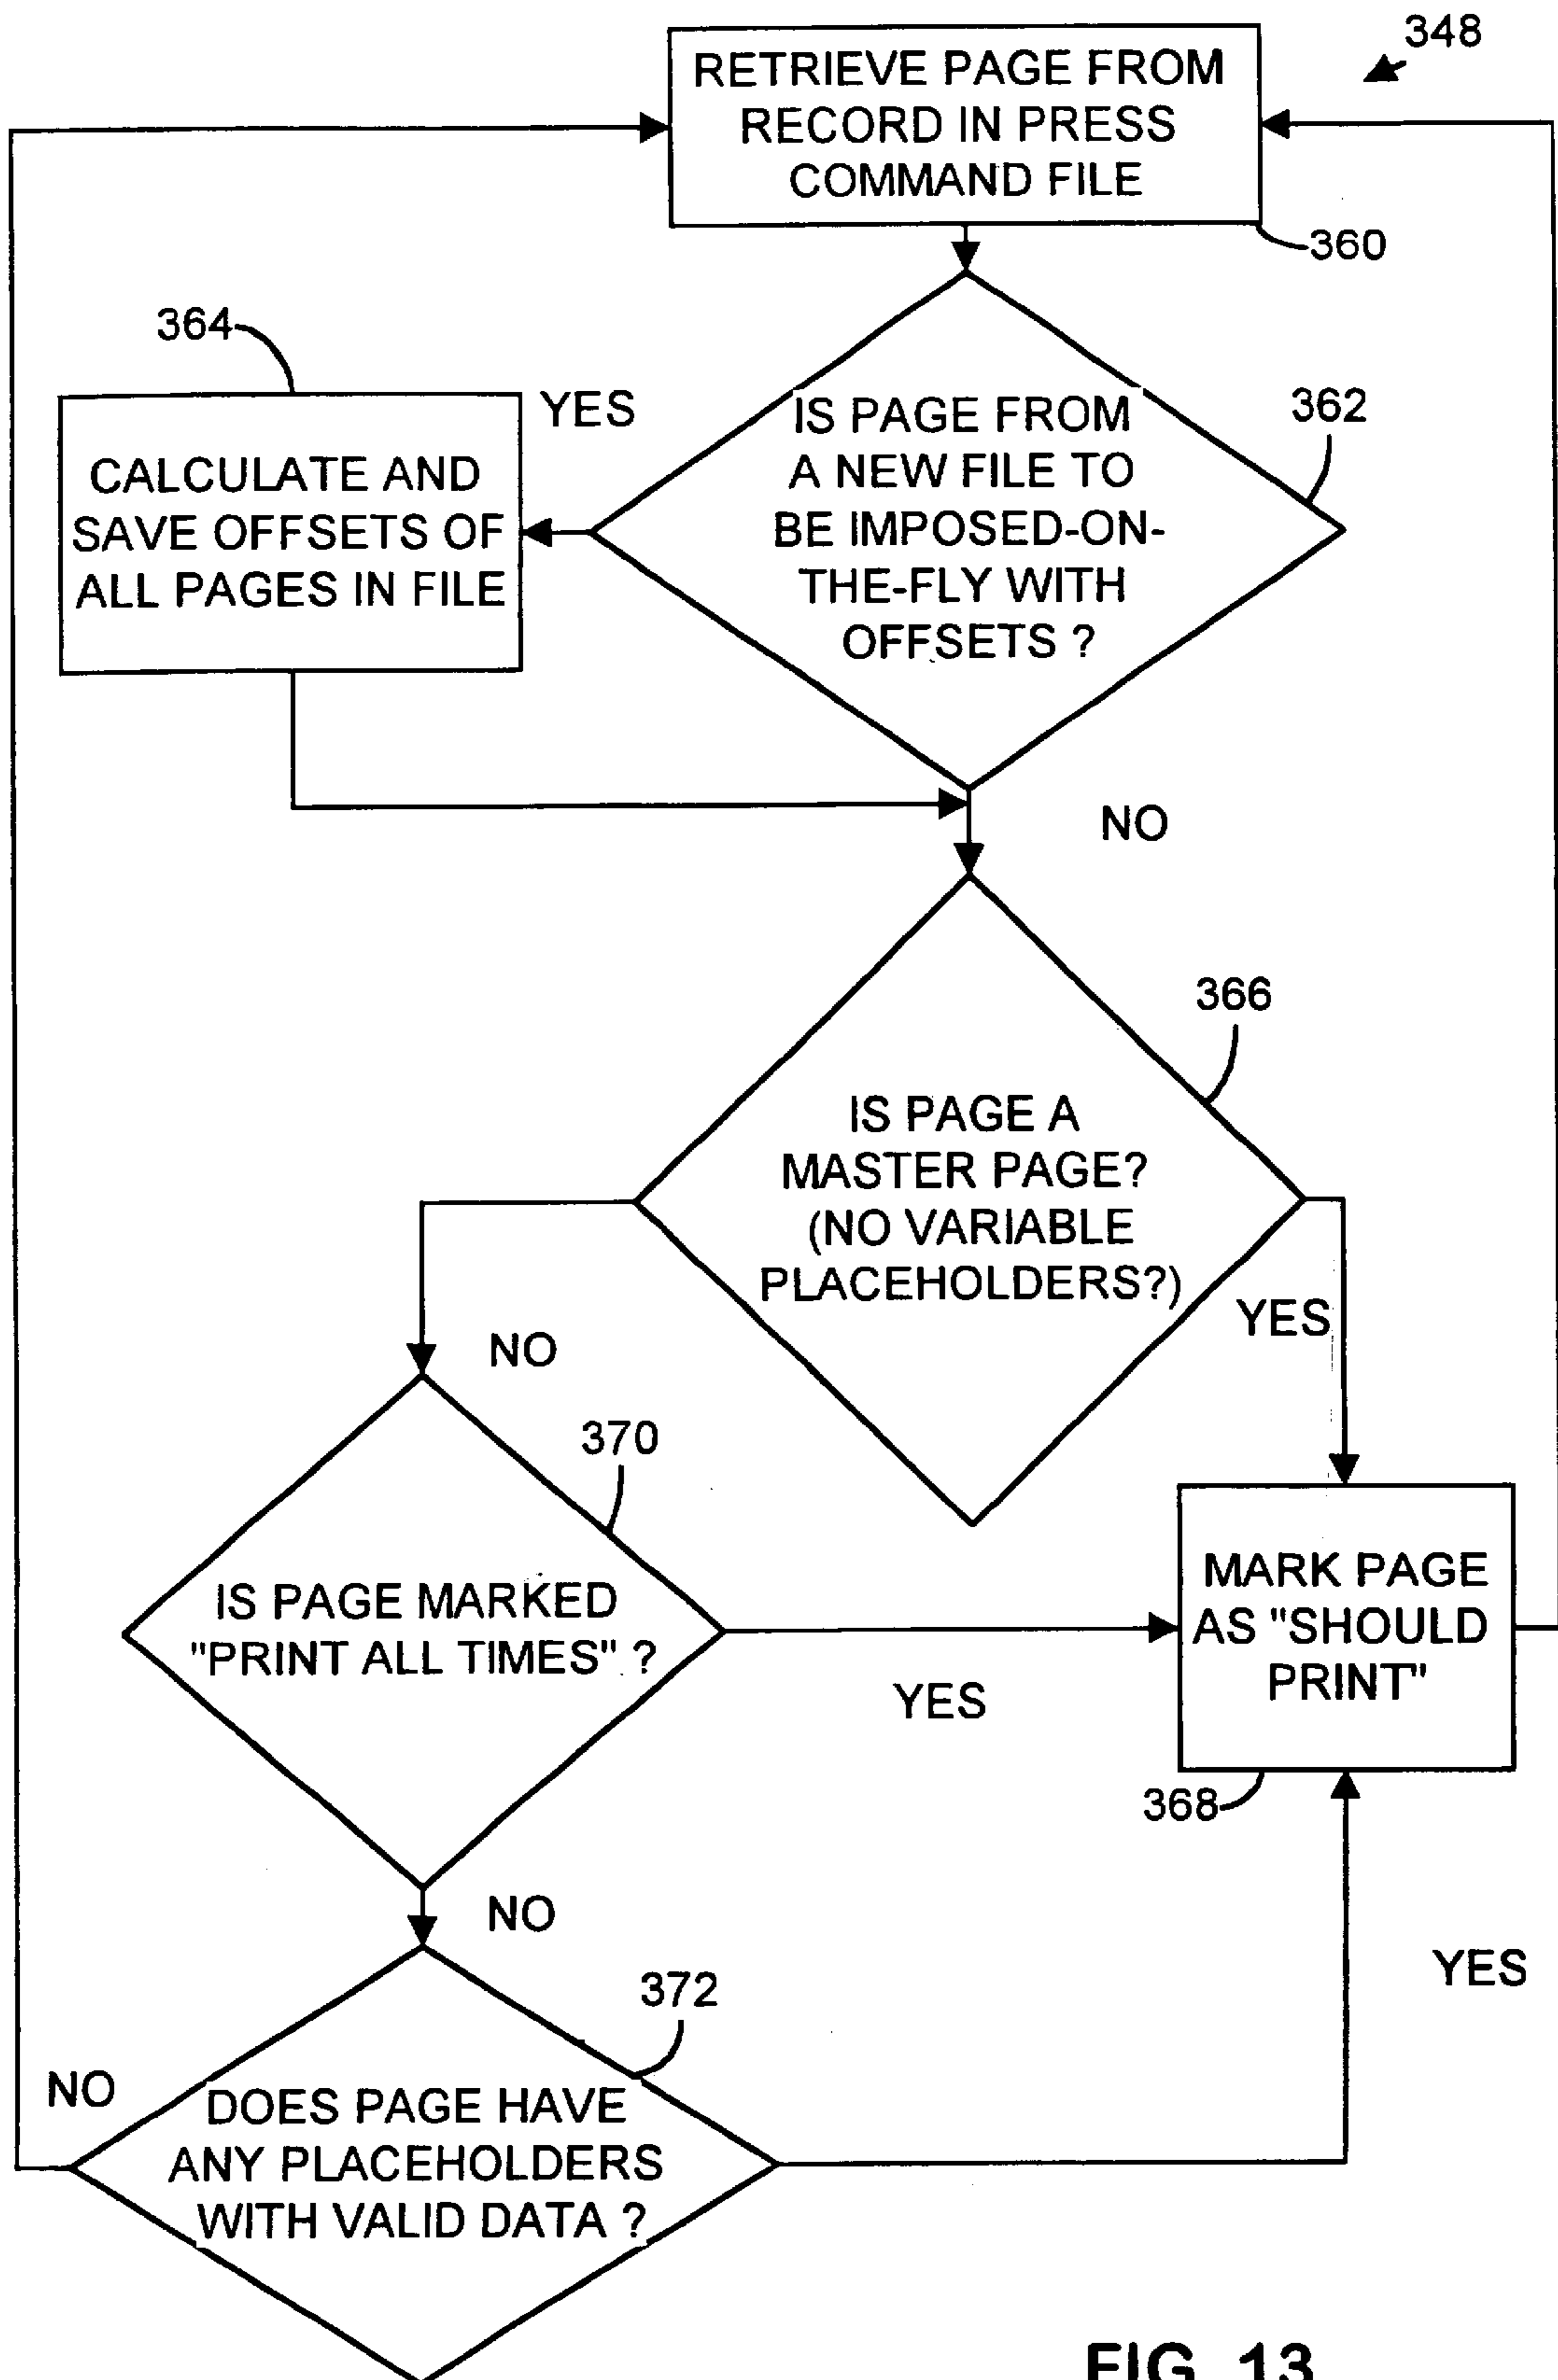 348
RETRIEVE PAGE FROM
RECORD IN PRESS
COMMAND FILE
360
364
YES
362
IS PAGE FROM
A NEW FILE TO
BE IMPOSED-ON-
THE-FLY WITH
OFFSETS ?
CALCULATE AND
SAVE OFFSETS OF
ALL PAGES IN FILE
NO
366
IS PAGE A
MASTER PAGE?
(NO VARIABLE
PLACEHOLDERS?)
YES
NO
370
IS PAGE MARKED
"PRINT ALL TIMES" ?
YES
MARK PAGE
AS "SHOULD
PRINT"
368
NO
372
YES
NO
DOES PAGE HAVE
ANY PLACEHOLDERS
WITH VALID DATA ?
FIG. 13